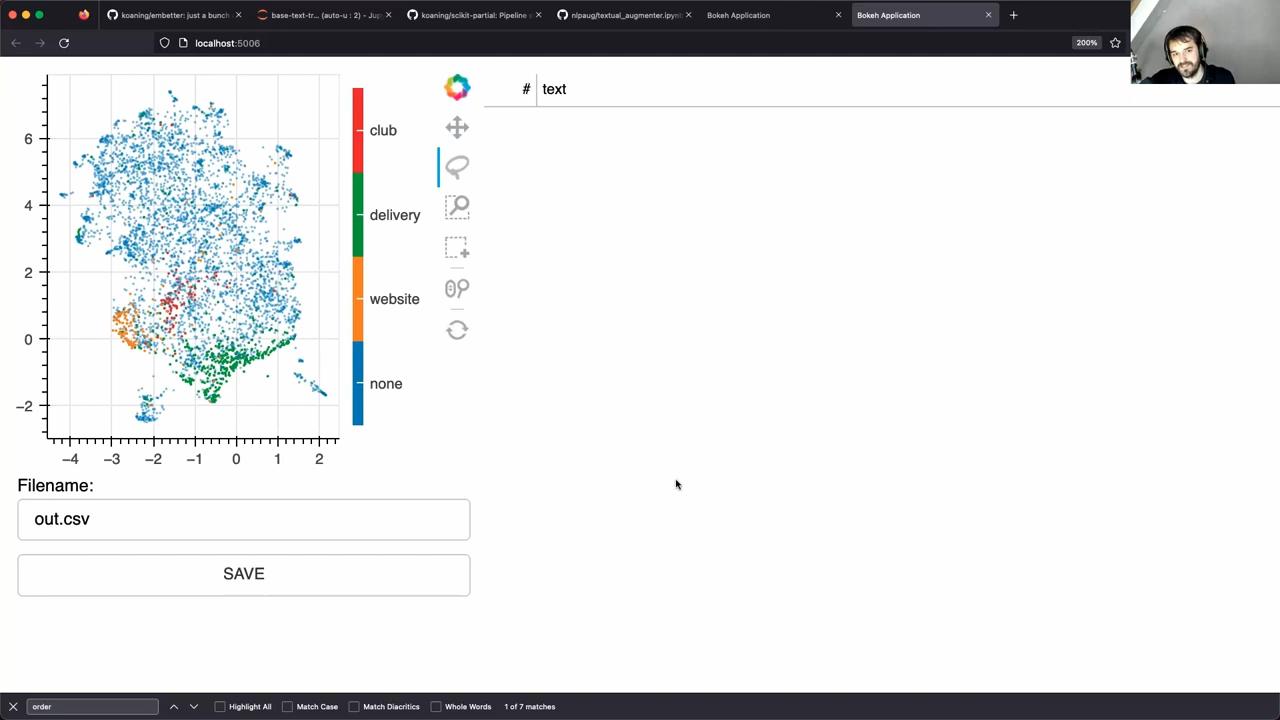 koaning/embetter: just a bunch
base-text-tr... (auto-u : 2) - Jup
koaning/scikit-partial: Pipeline
nlpaug/textual_augmenter.ipyn
Bokeh Application
Bokeh Application
localhost:5006
200%
# text
6
4
2
0
−2
−4 −3 −2 −1 0 1 2
club
delivery
website
none
Filename:
out.csv
SAVE
order
Highlight All
Match Case
Match Diacritics
Whole Words
1 of 7 matches